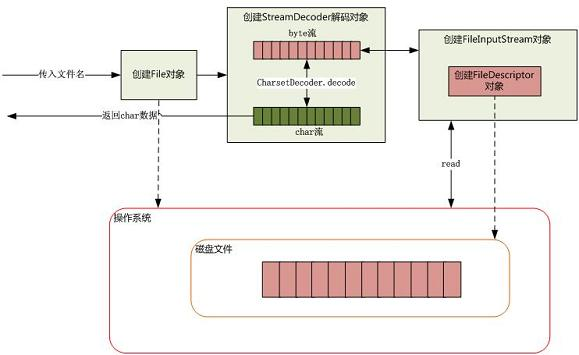 创建StreamDecoder解码对象
byte流
创建FileInputStream对象
传入文件名
创建File对象
CharsetDecoder.decode
创建FileDescriptor
对象
返回char数据
char流
read
操作系统
磁盘文件